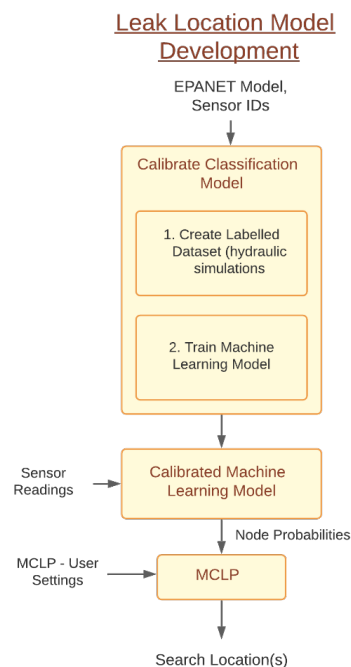 Leak Location Model
Development
EPANET Model,
Sensor IDs
Calibrate Classification
Model
1. Create Labelled
Dataset (hydraulic
simulations
2. Train Machine
Learning Model
Sensor
Readings
Calibrated Machine
Learning Model
Node Probabilities
MCLP - User
Settings
MCLP
Search Location(s)